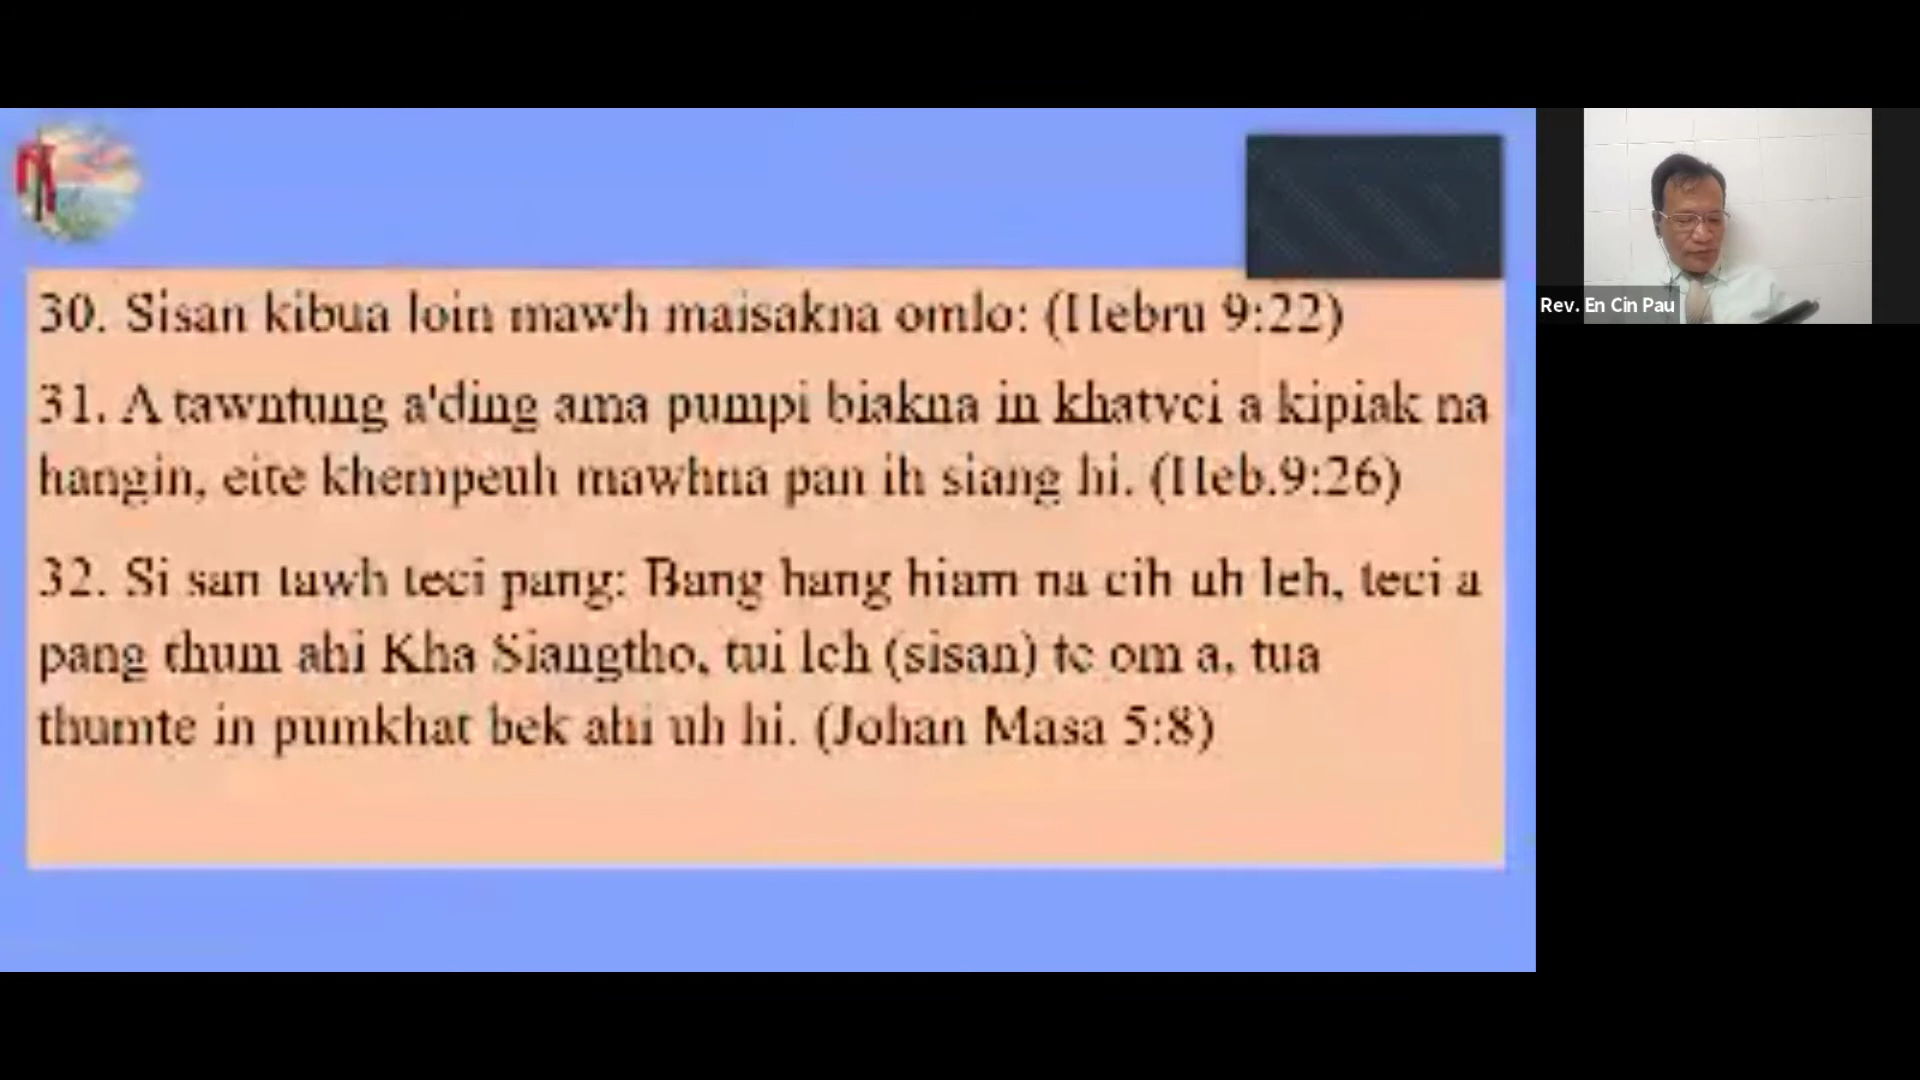 30. Sisan kibua loin mawh maisakna omlo: (Hebru 9:22)
31. A tawntung a'ding ama pumpi biakna in khatvei a kipiak na
hangin, eite khempeuh mawhna pan ih siang hi. (Heb.9:26)
32. Si san tawh teci pang: Bang hang hiam na cih uh leh, teci a
pang thum ahi Kha Siangtho, tui leh (sisan) te om a, tua
thumte in pumkhat bek ahi uh hi. (Johan Masa 5:8)
Rev. En Cin Pau